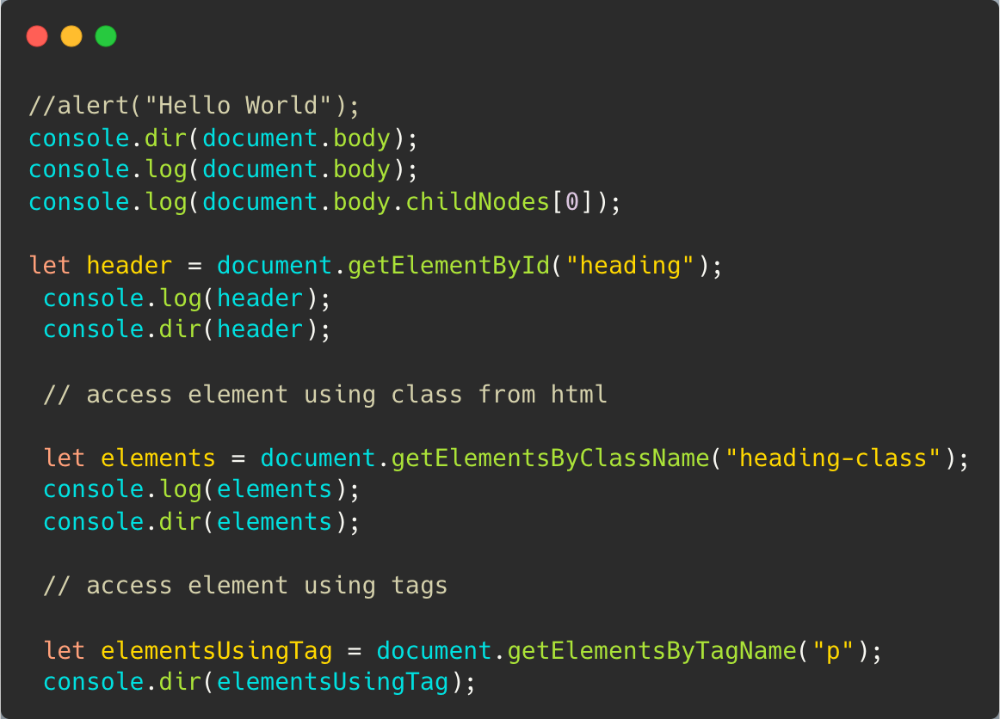 //alert("Hello World");
console.dir(document.body);
console.log(document.body);
console.log(document.body.childNodes[0]);

let header = document.getElementById("heading");
 console.log(header);
 console.dir(header);

 // access element using class from html

 let elements = document.getElementsByClassName("heading-class");
 console.log(elements);
 console.dir(elements);

 // access element using tags

 let elementsUsingTag = document.getElementsByTagName("p");
 console.dir(elementsUsingTag);